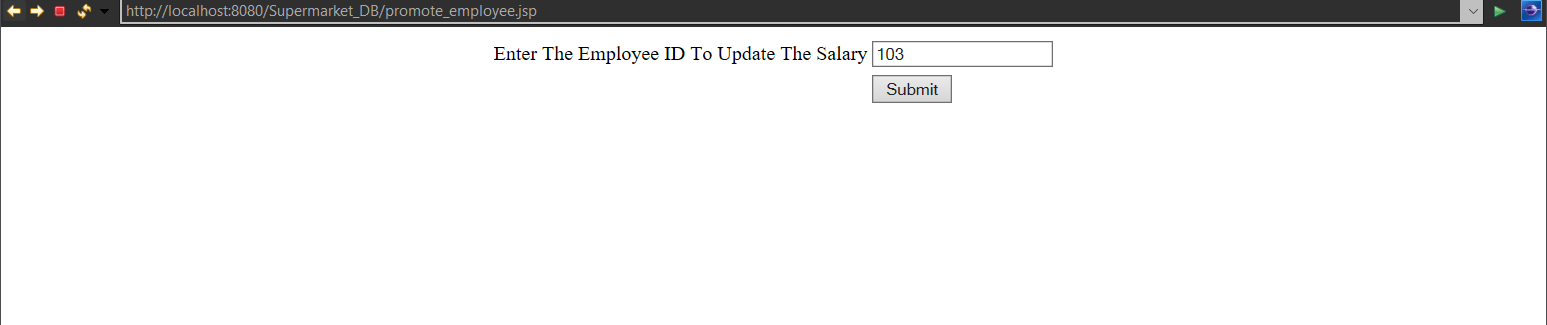 http://localhost:8080/Supermarket_DB/promote_employee.jsp
Enter The Employee ID To Update The Salary 103
Submit